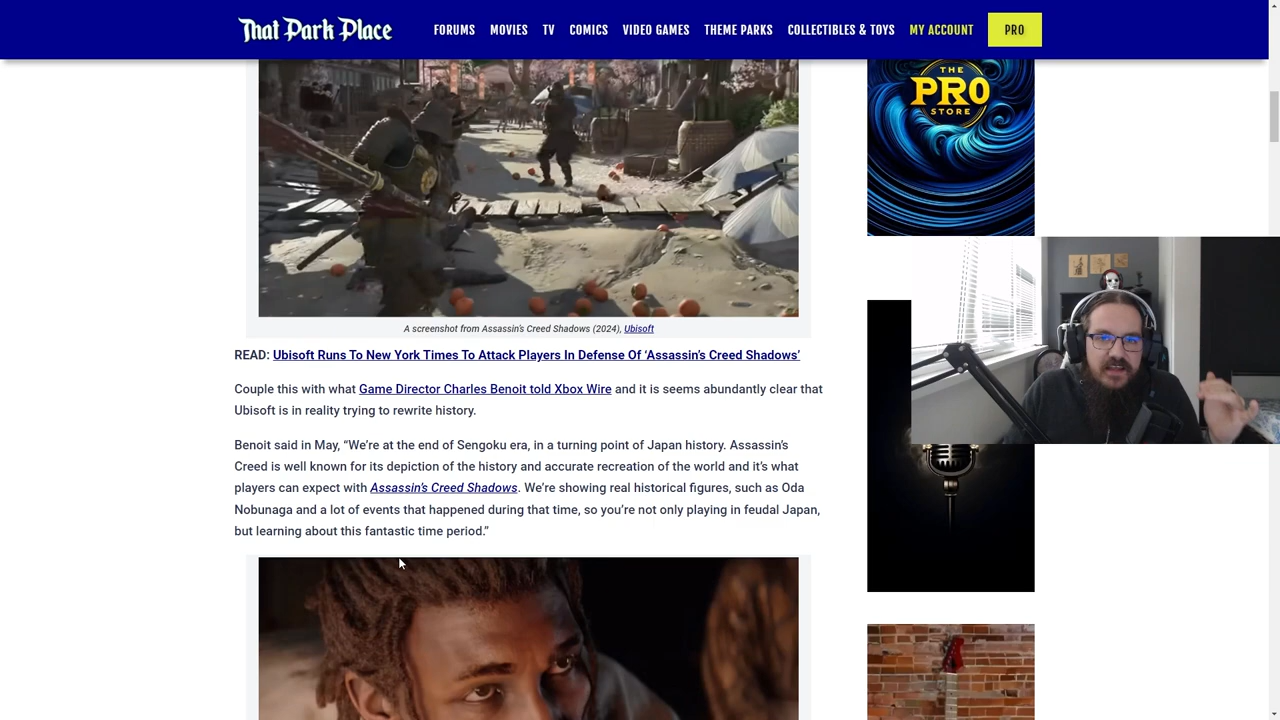 That Park Place
FORUMS MOVIES TV COMICS VIDEO GAMES THEME PARKS COLLECTIBLES & TOYS MY ACCOUNT PRO
THE
PRO
STORE
A screenshot from Assassin's Creed Shadows (2024), Ubisoft
READ: Ubisoft Runs To New York Times To Attack Players In Defense Of ‘Assassin’s Creed Shadows’
Couple this with what Game Director Charles Benoit told Xbox Wire and it is seems abundantly clear that
Ubisoft is in reality trying to rewrite history.
Benoit said in May, “We’re at the end of Sengoku era, in a turning point of Japan history. Assassin’s
Creed is well known for its depiction of the history and accurate recreation of the world and it’s what
players can expect with Assassin’s Creed Shadows. We’re showing real historical figures, such as Oda
Nobunaga and a lot of events that happened during that time, so you’re not only playing in feudal Japan,
but learning about this fantastic time period.”